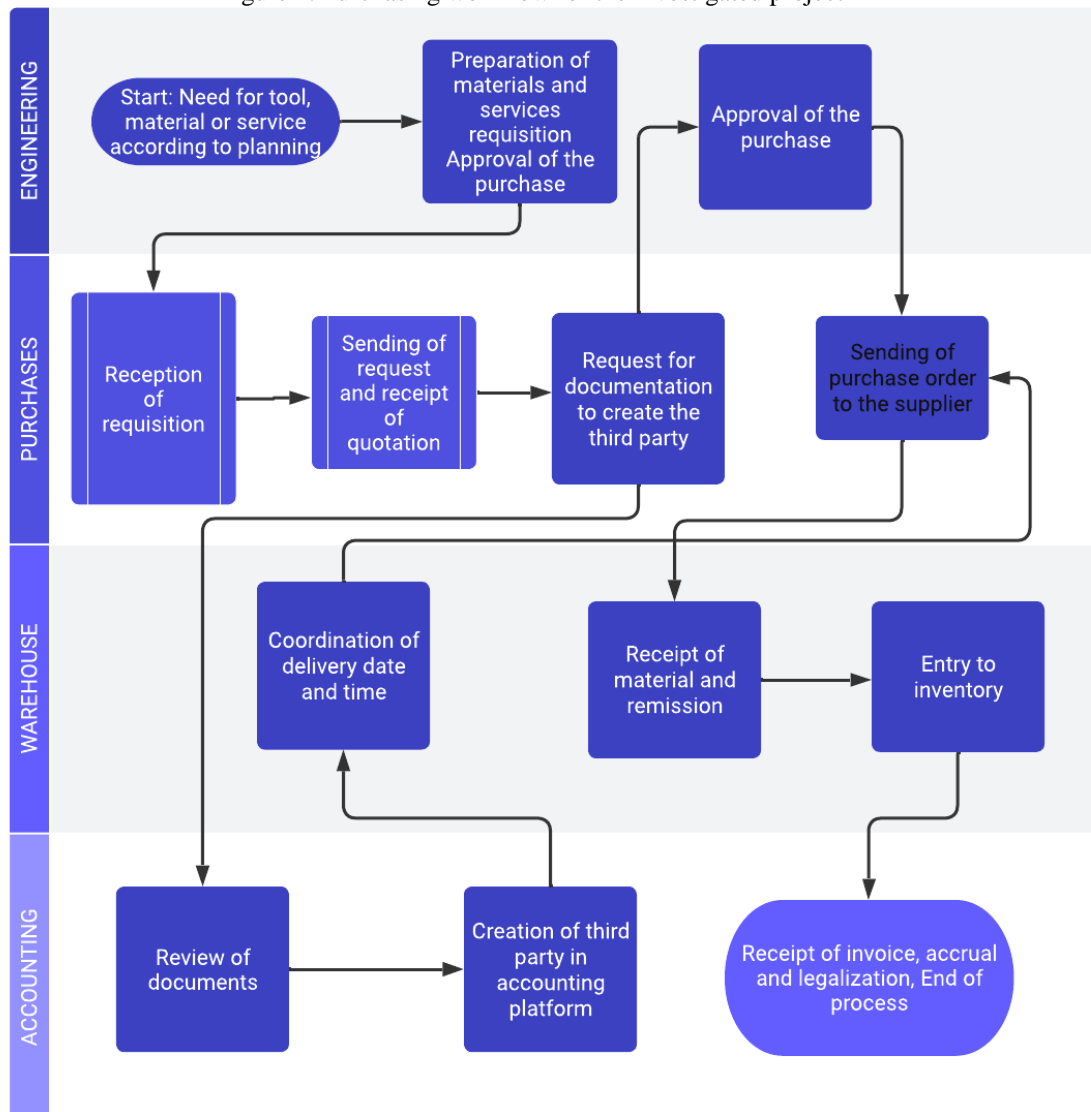 ENGINEERING
Start: Need for tool,
material or service
according to planning
Preparation of
materials and
services
requisition
Approval of the
purchase
Approval of the
purchase
PURCHASES
Reception
of
requisition
Sending of
request
and receipt
of
quotation
Request for
documentation
to create the
third party
Sending of
purchase order
to the supplier
WAREHOUSE
Coordination of
delivery date
and time
Receipt of
material and
remission
Entry to
inventory
ACCOUNTING
Review of
documents
Creation of third
party in
accounting
platform
Receipt of invoice, accrual
and legalization, End of
process